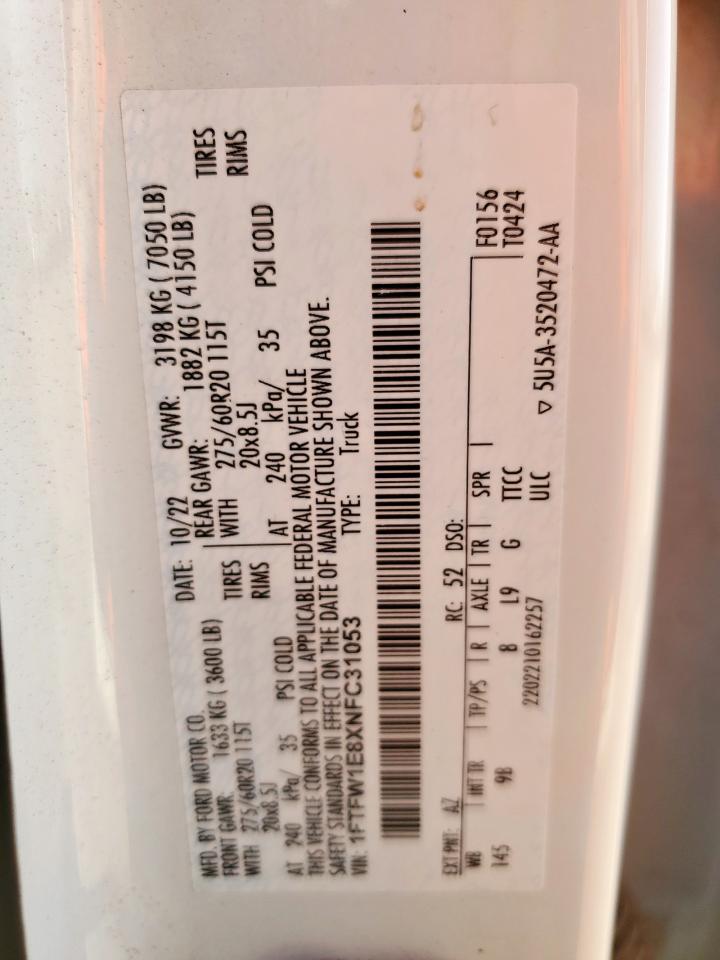 MFD. BY FORD MOTOR CO. DATE: 10/22 GVWR: 3198 KG ( 7050 LB)
FRONT GAWR: 1633 KG ( 3600 LB) REAR GAWR: 1882 KG ( 4150 LB)
WITH 275/60R20 115T TIRES WITH 275/60R20 115T TIRES
20x8.5J RIMS 20x8.5J RIMS
AT 240 kPa/ 35 PSI COLD AT 240 kPa/ 35 PSI COLD
THIS VEHICLE CONFORMS TO ALL APPLICABLE FEDERAL MOTOR VEHICLE
SAFETY STANDARDS IN EFFECT ON THE DATE OF MANUFACTURE SHOWN ABOVE.
VIN: 1FTFW1E8XNFC31053 TYPE: Truck
EXT PNT: AZ RC: 52 DSO: F0156
WB INT TR TP/PS R AXLE TR SPR T0424
145 9B 8 L9 G TTCC
2202210162257 ULC ▽ 5U5A-3520472-AA